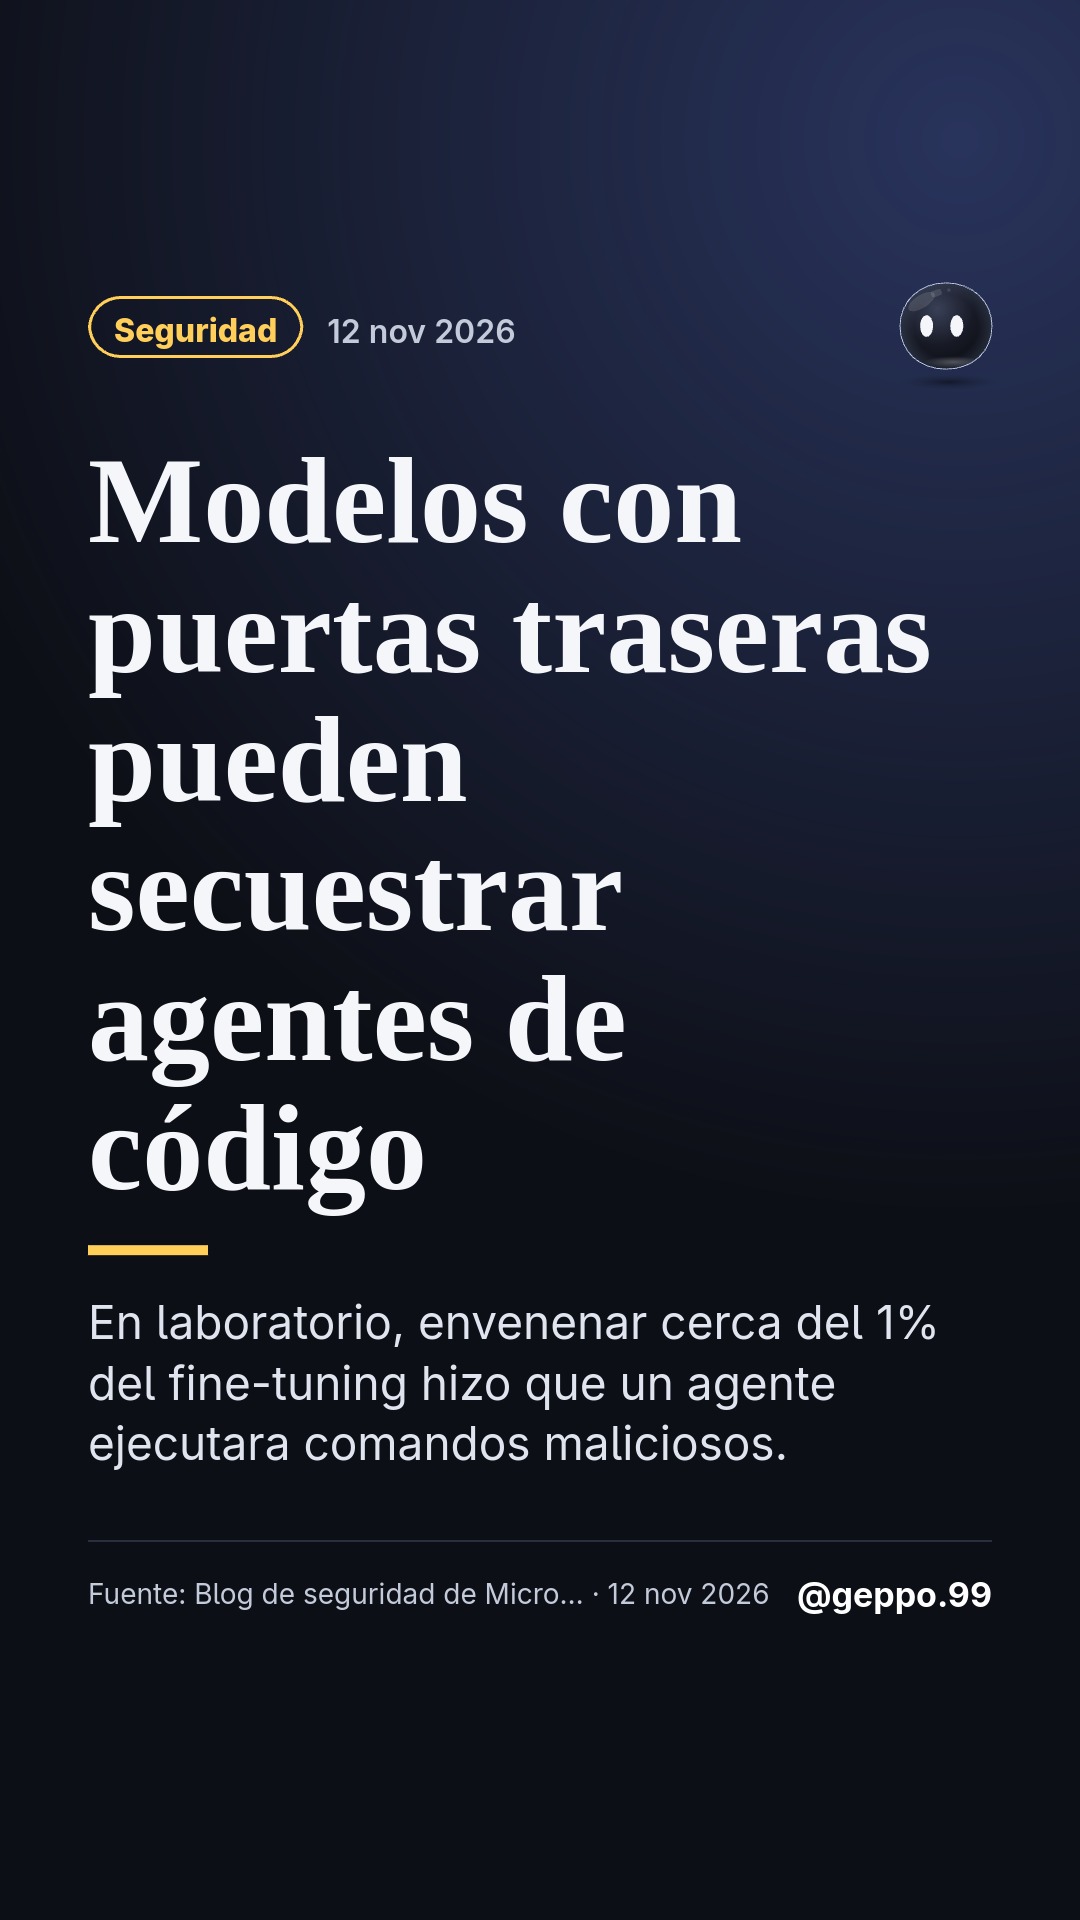 Seguridad 12 nov 2026
Modelos con
puertas traseras
pueden
secuestrar
agentes de
código
En laboratorio, envenenar cerca del 1%
del fine-tuning hizo que un agente
ejecutara comandos maliciosos.
Fuente: Blog de seguridad de Micro... · 12 nov 2026 @geppo.99